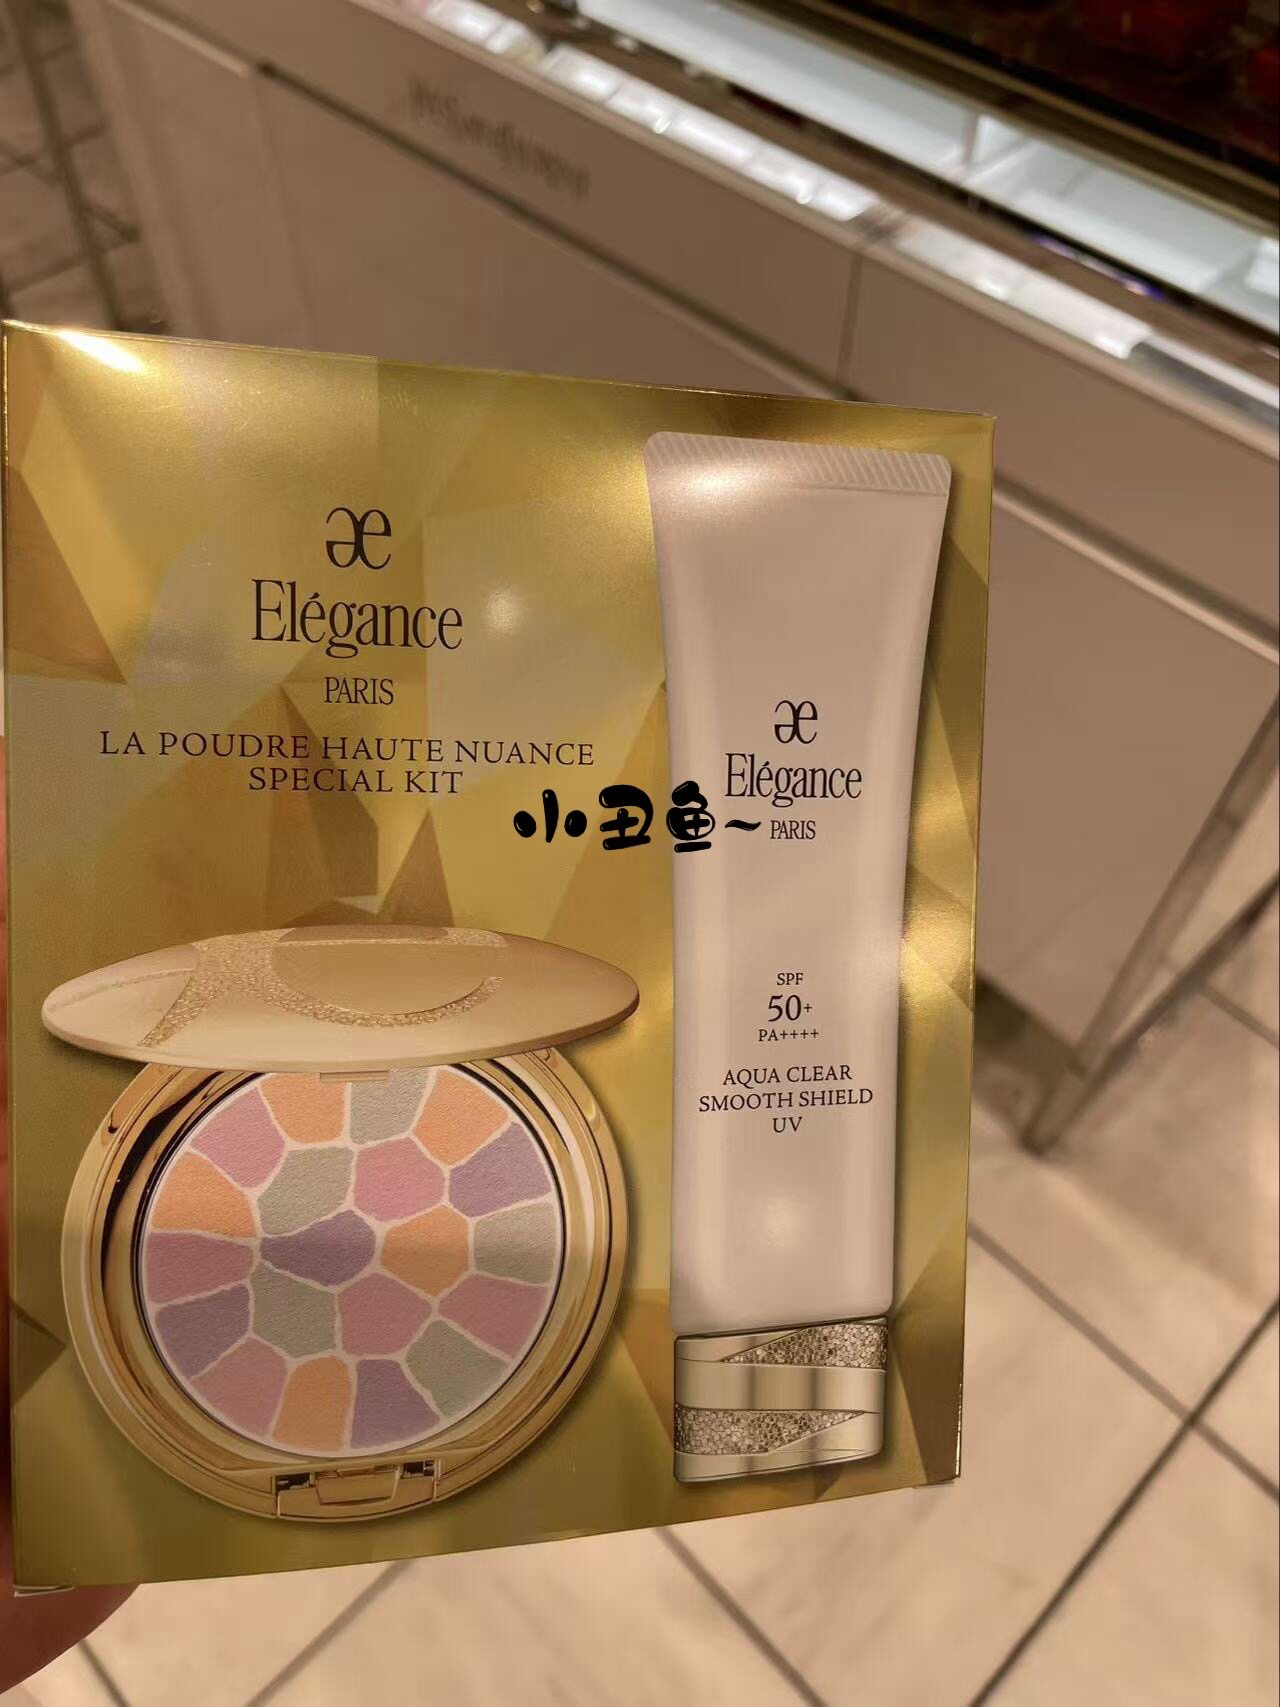 æ
Elégance
PARIS
LA POUDRE HAUTE NUANCE
SPECIAL KIT
小丑鱼~
æ
Elégance
PARIS
SPF
50+
PA++++
AQUA CLEAR
SMOOTH SHIELD
UV